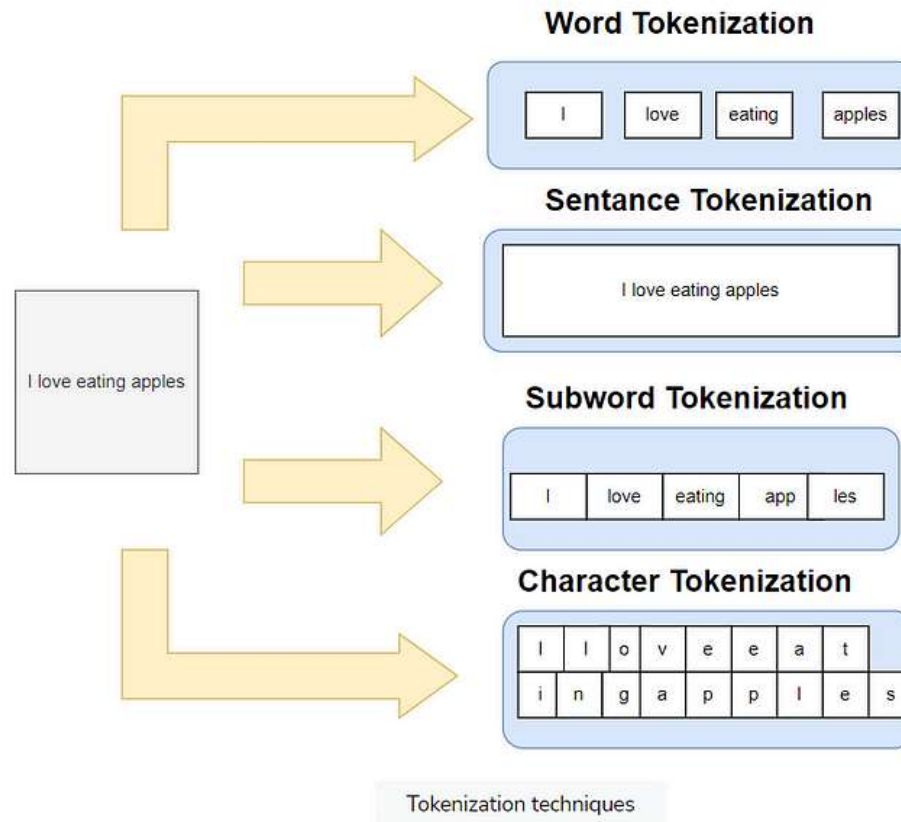 Word Tokenization
I love eating apples
Sentance Tokenization
I love eating apples
I love eating apples
Subword Tokenization
I love eating app les
Character Tokenization
I l o v e e a t
i n g a p p l e s
Tokenization techniques